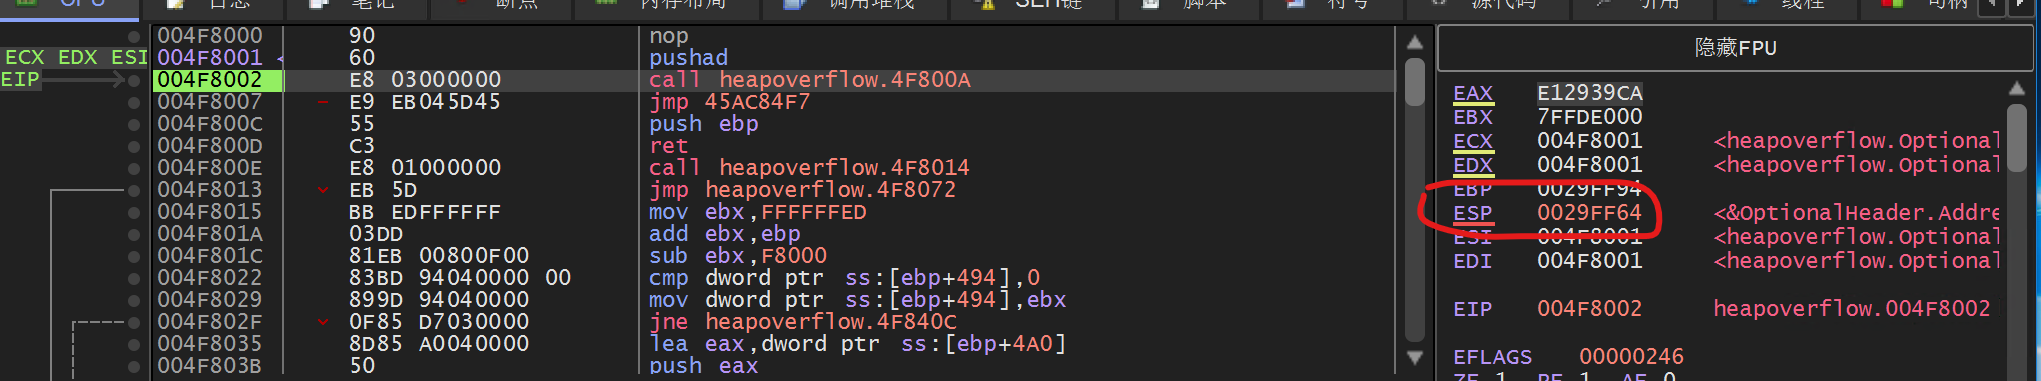 CPU 日志 笔记 断点 内存布局 调用堆栈 SEH链 脚本 符号 源代码 引用 线程 句柄
隐藏FPU
ECX EDX ESI
EIP
004F8000 90 nop
004F8001 60 pushad
004F8002 E8 03000000 call heapoverflow.4F800A
004F8007 E9 EB045D45 jmp 45AC84F7
004F800C 55 push ebp
004F800D C3 ret
004F800E E8 01000000 call heapoverflow.4F8014
004F8013 EB 5D jmp heapoverflow.4F8072
004F8015 BB EDFFFFFF mov ebx,FFFFFFED
004F801A 03DD add ebx,ebp
004F801C 81EB 00800F00 sub ebx,F8000
004F8022 83BD 94040000 00 cmp dword ptr ss:[ebp+494],0
004F8029 899D 94040000 mov dword ptr ss:[ebp+494],ebx
004F802F 0F85 D7030000 jne heapoverflow.4F840C
004F8035 8D85 A0040000 lea eax,dword ptr ss:[ebp+4A0]
004F803B 50 push eax
EAX E12939CA
EBX 7FFDE000
ECX 004F8001 <heapoverflow.Optional
EDX 004F8001 <heapoverflow.Optional
EBP 0029FF94
ESP 0029FF64 <&OptionalHeader.Addre
ESI 004F8001 <heapoverflow.Optional
EDI 004F8001 <heapoverflow.Optional
EIP 004F8002 heapoverflow.004F8002
EFLAGS 00000246
ZF 1 PF 1 AF 0